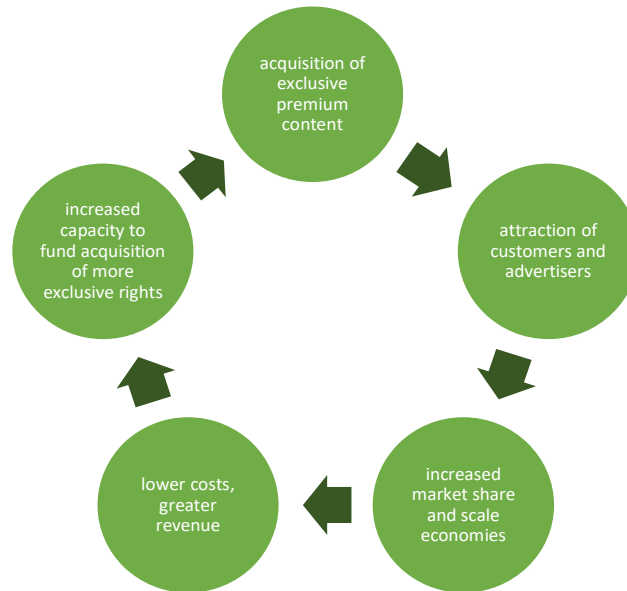 acquisition of
exclusive
premium
content
attraction of
customers and
advertisers
increased
market share
and scale
economies
lower costs,
greater
revenue
increased
capacity to
fund acquisition
of more
exclusive rights